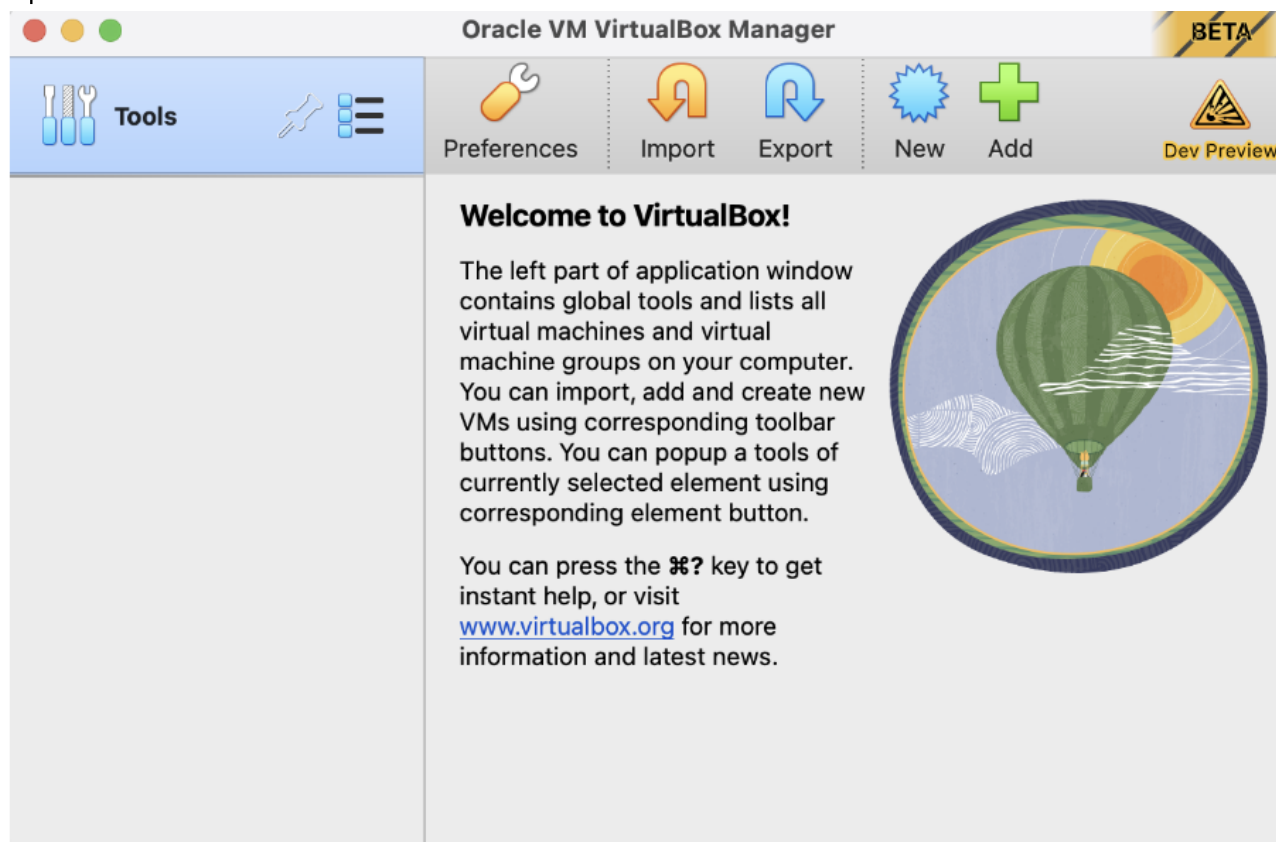 Oracle VM VirtualBox Manager
BETA
Tools
Preferences
Import
Export
New
Add
Dev Preview
Welcome to VirtualBox!
The left part of application window
contains global tools and lists all
virtual machines and virtual
machine groups on your computer.
You can import, add and create new
VMs using corresponding toolbar
buttons. You can popup a tools of
currently selected element using
corresponding element button.
You can press the ⌘? key to get
instant help, or visit
www.virtualbox.org for more
information and latest news.